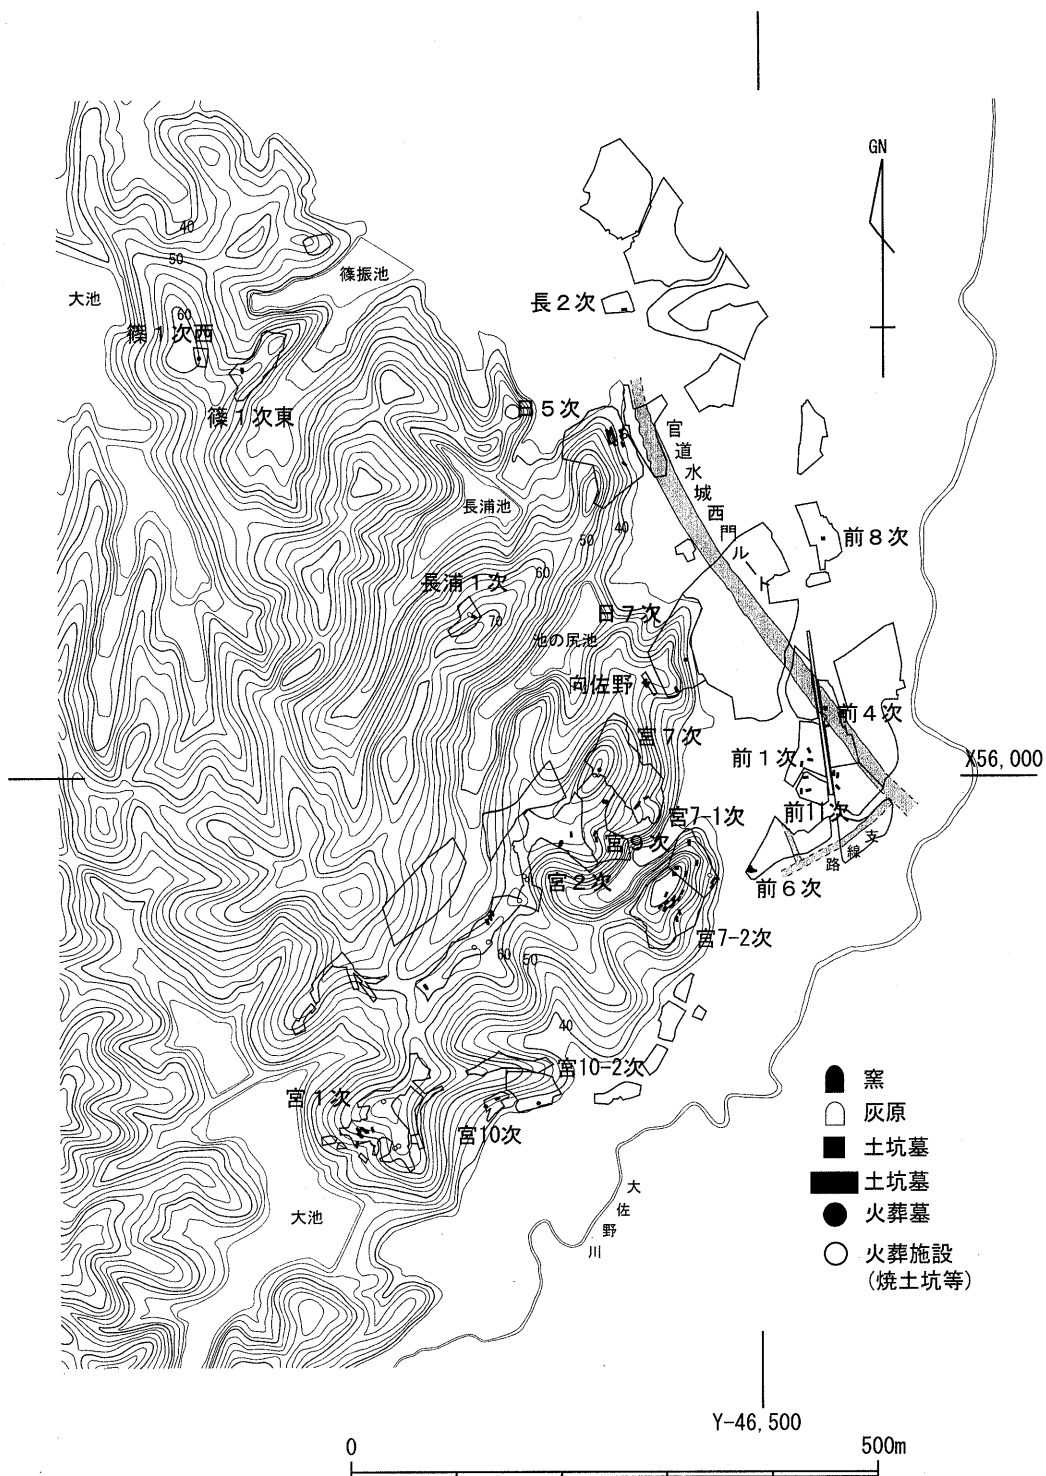 GN
40
50
篠振池
大池
60
長2次
篠1次西
篠1次東
日5次
官道水城西門ルート
長浦池
40
50
前8次
60
長浦1次
70
日7次
池の尻池
向佐野
前4次
宮7次
前1次
X56,000
前11次
宮7-1次
宮9次
支線路
宮2次
前6次
宮7-2次
60
50
40
宮10-2次
宮1次
宮10次
窯
灰原
土坑墓
土坑墓
火葬墓
火葬施設
(焼土坑等)
大佐野川
大池
Y-46,500
0
500m